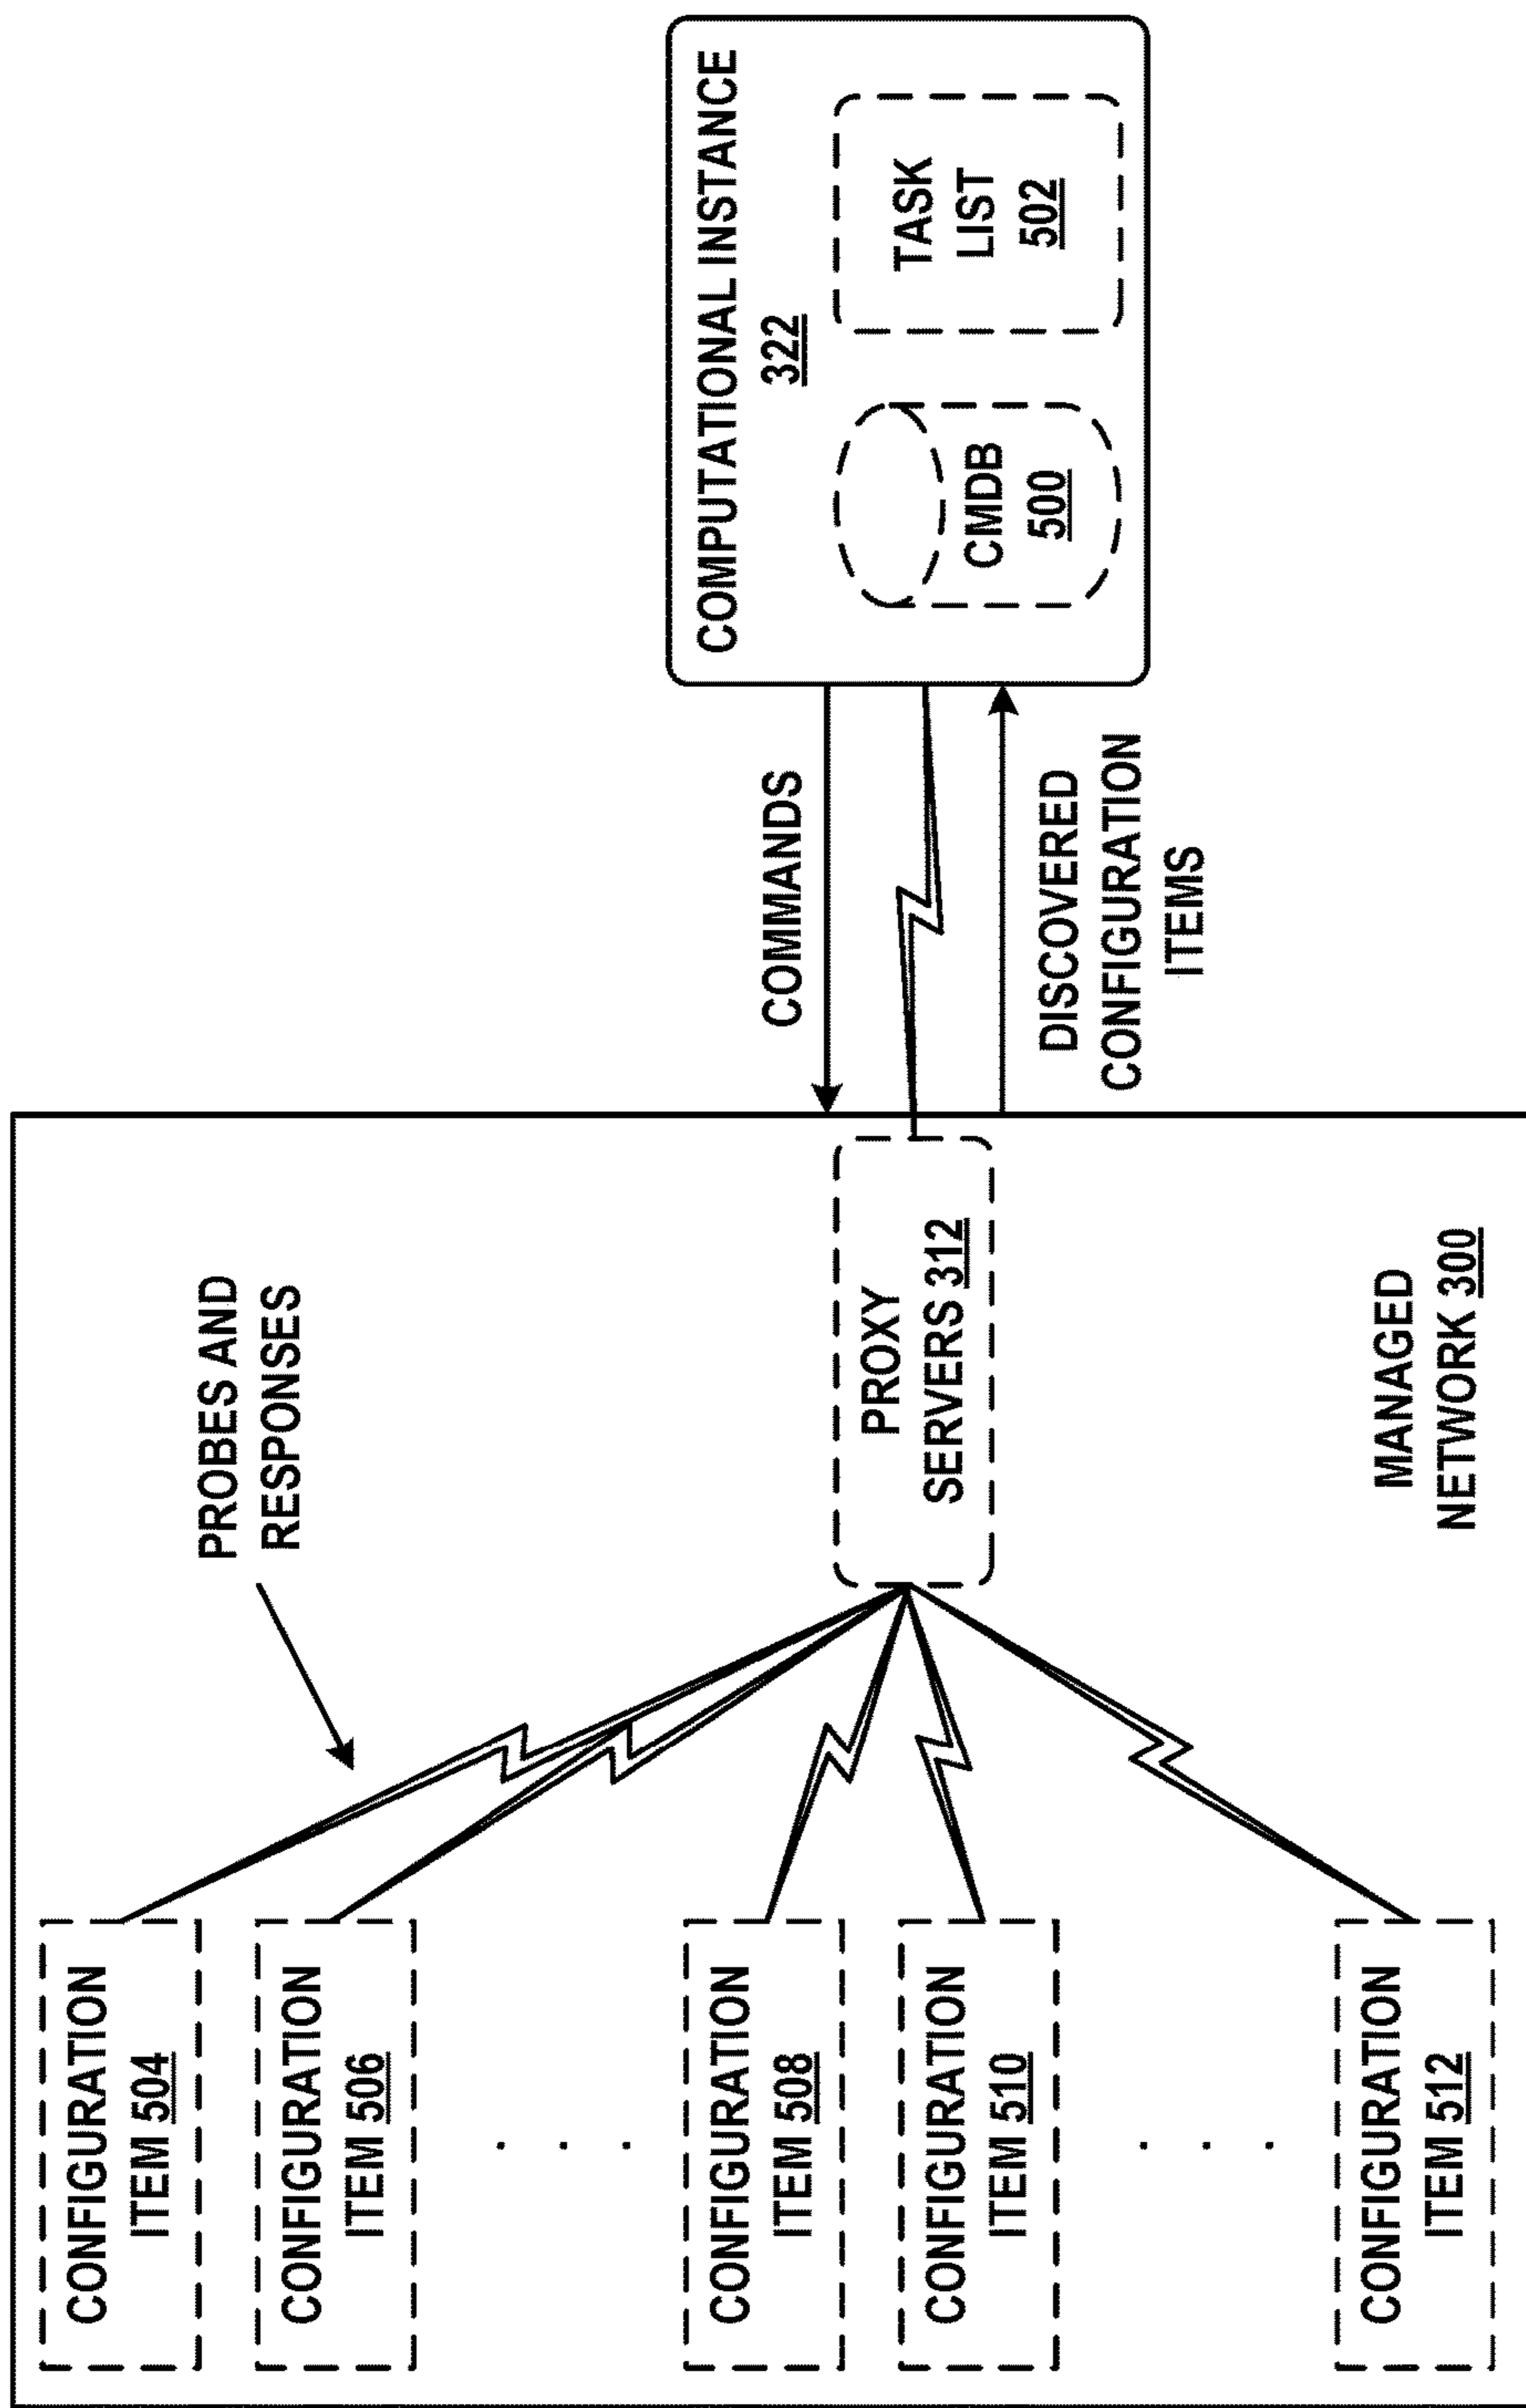 CONFIGURATION
ITEM 504
CONFIGURATION
ITEM 506
. . .
CONFIGURATION
ITEM 508
CONFIGURATION
ITEM 510
. . .
CONFIGURATION
ITEM 512
PROBES AND
RESPONSES
PROXY
SERVERS 312
MANAGED
NETWORK 300
COMMANDS
DISCOVERED
CONFIGURATION
ITEMS
COMPUTATIONAL INSTANCE
322
CMDB
500
TASK
LIST
502